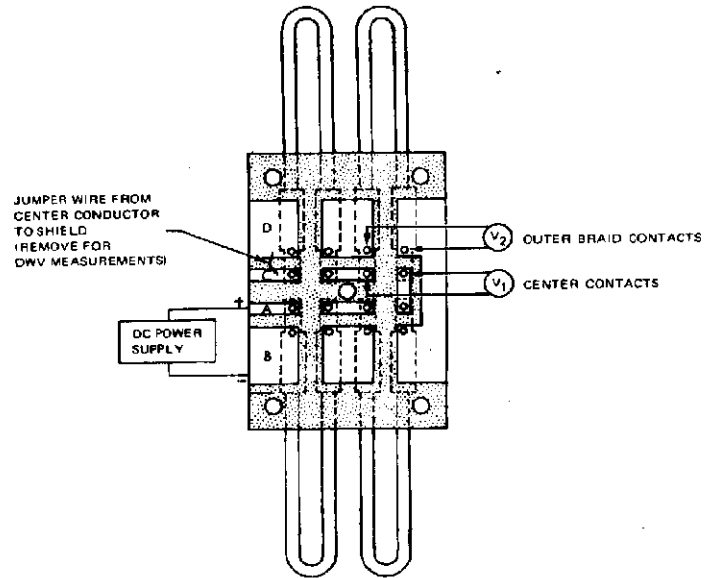 JUMPER WIRE FROM
CENTER CONDUCTOR
TO SHIELD
(REMOVE FOR
DWV MEASUREMENTS)
D
C
A
B
+
DC POWER
SUPPLY
–
V2 OUTER BRAID CONTACTS
V1 CENTER CONTACTS